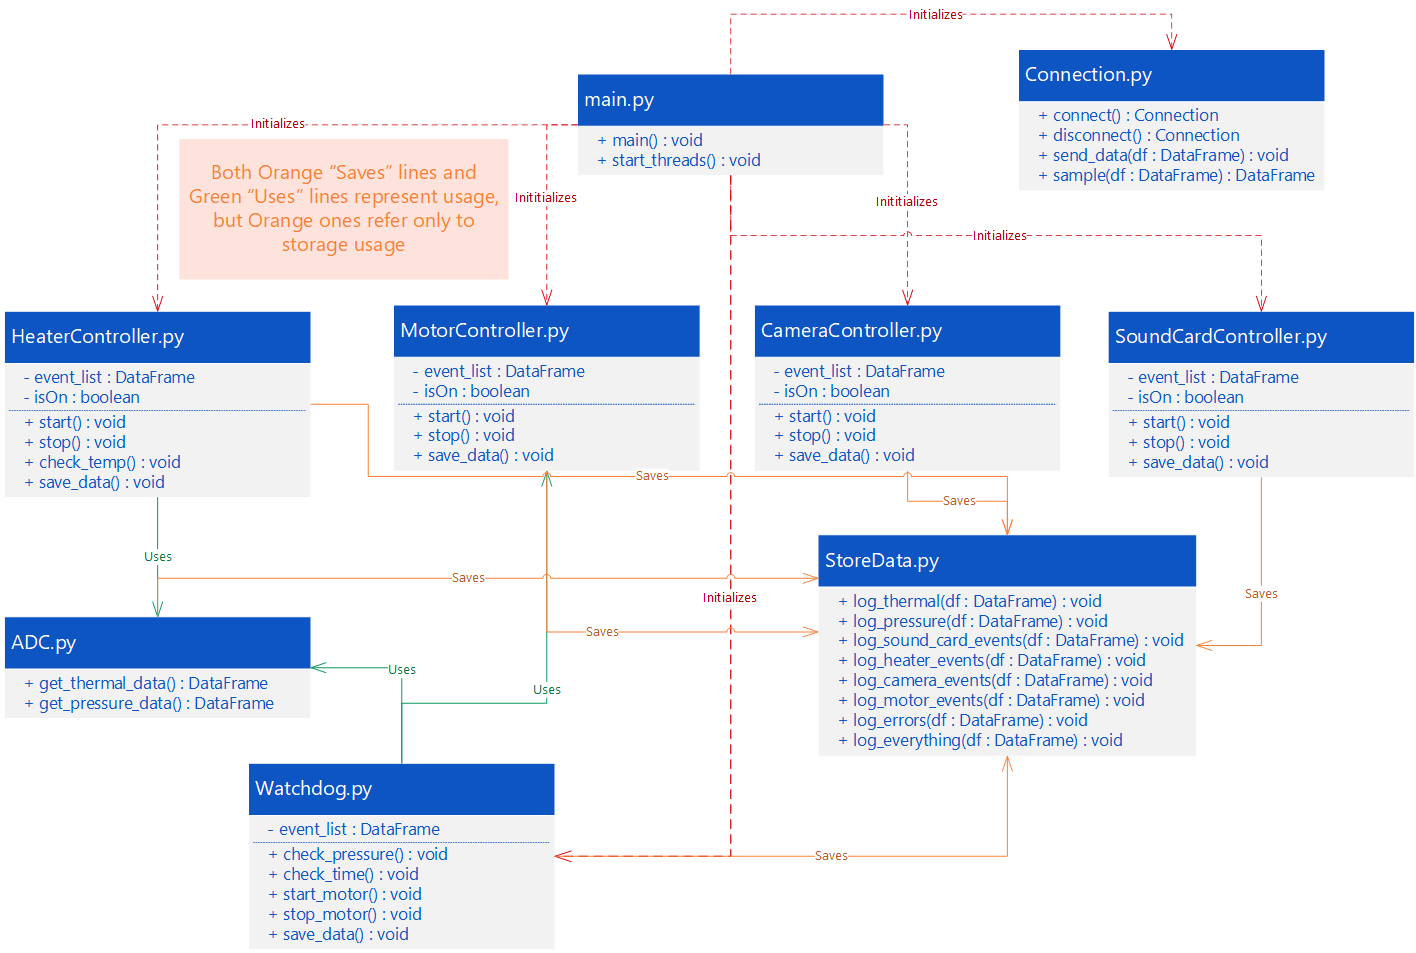 Initializes
main.py
+ main() : void
+ start_threads() : void
Connection.py
+ connect() : Connection
+ disconnect() : Connection
+ send_data(df : DataFrame) : void
+ sample(df : DataFrame) : DataFrame
Initializes
Both Orange “Saves” lines and
Green “Uses” lines represent usage,
but Orange ones refer only to
storage usage
Inititializes
Inititializes
Initializes
HeaterController.py
- event_list : DataFrame
- isOn : boolean
+ start() : void
+ stop() : void
+ check_temp() : void
+ save_data() : void
MotorController.py
- event_list : DataFrame
- isOn : boolean
+ start() : void
+ stop() : void
+ save_data() : void
CameraController.py
- event_list : DataFrame
- isOn : boolean
+ start() : void
+ stop() : void
+ save_data() : void
SoundCardController.py
- event_list : DataFrame
- isOn : boolean
+ start() : void
+ stop() : void
+ save_data() : void
Saves
Saves
Uses
Saves
Initializes
Saves
Saves
StoreData.py
+ log_thermal(df : DataFrame) : void
+ log_pressure(df : DataFrame) : void
+ log_sound_card_events(df : DataFrame) : void
+ log_heater_events(df : DataFrame) : void
+ log_camera_events(df : DataFrame) : void
+ log_motor_events(df : DataFrame) : void
+ log_errors(df : DataFrame) : void
+ log_everything(df : DataFrame) : void
ADC.py
+ get_thermal_data() : DataFrame
+ get_pressure_data() : DataFrame
Uses
Uses
Watchdog.py
- event_list : DataFrame
+ check_pressure() : void
+ check_time() : void
+ start_motor() : void
+ stop_motor() : void
+ save_data() : void
Saves